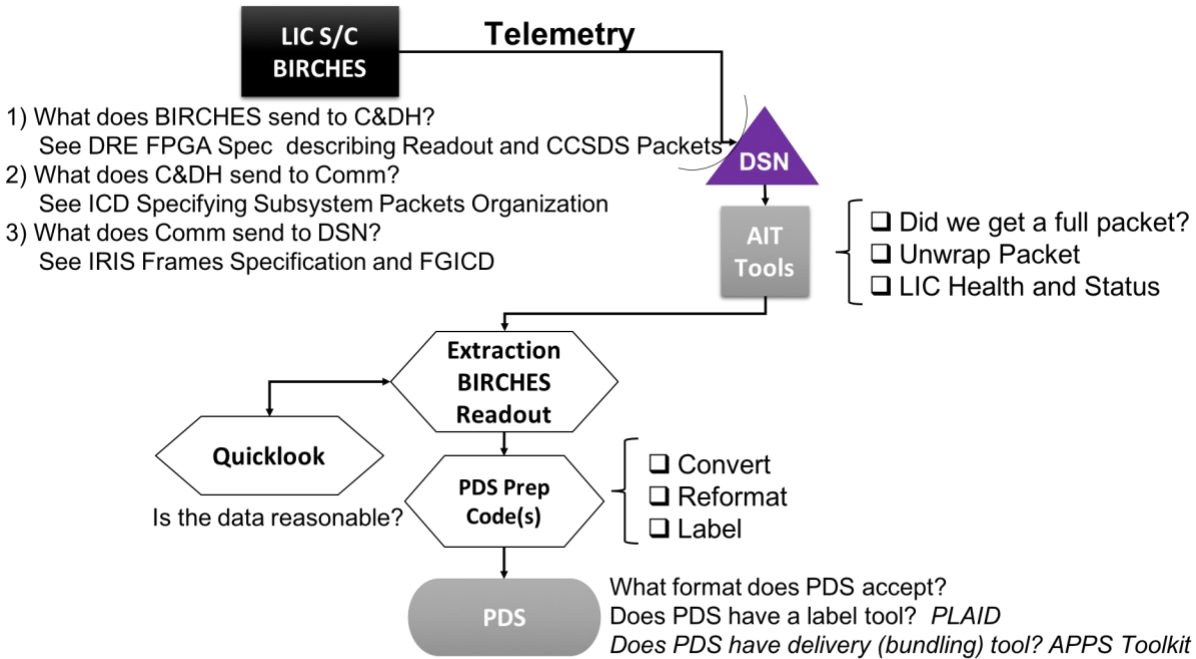 LIC S/C
BIRCHES
Telemetry
1) What does BIRCHES send to C&DH?
See DRE FPGA Spec describing Readout and CCSDS Packets
2) What does C&DH send to Comm?
See ICD Specifying Subsystem Packets Organization
3) What does Comm send to DSN?
See IRIS Frames Specification and FGICD
DSN
AIT
Tools
Did we get a full packet?
Unwrap Packet
LIC Health and Status
Extraction
BIRCHES
Readout
Quicklook
Is the data reasonable?
PDS Prep
Code(s)
Convert
Reformat
Label
PDS
What format does PDS accept?
Does PDS have a label tool? PLAID
Does PDS have delivery (bundling) tool? APPS Toolkit